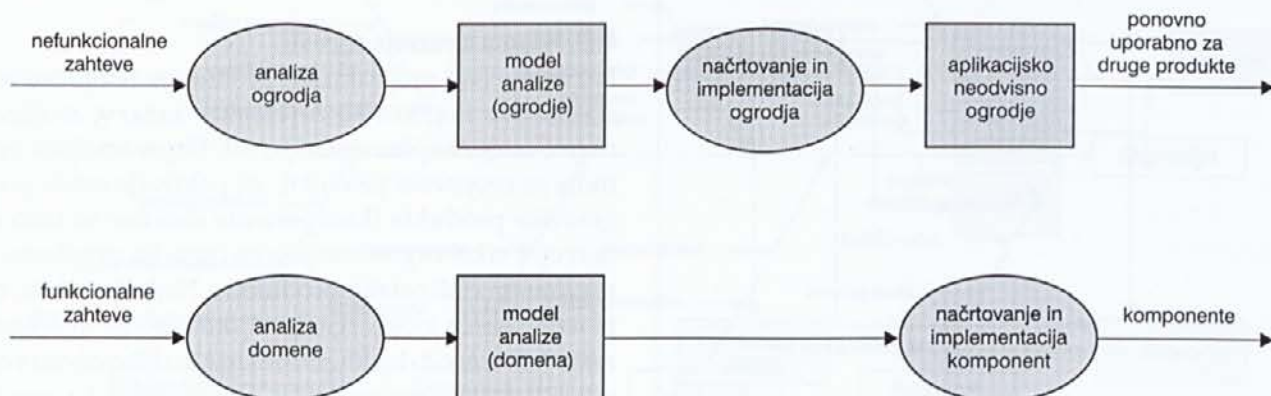 nefunkcionalne
zahteve
analiza
ogrodja
model
analize
(ogrodje)
načrtovanje in
implementacija
ogrodja
aplikacijsko
neodvisno
ogrodje
ponovno
uporabno za
druge produkte
funkcionalne
zahteve
analiza
domene
model
analize
(domena)
načrtovanje in
implementacija
komponent
komponente